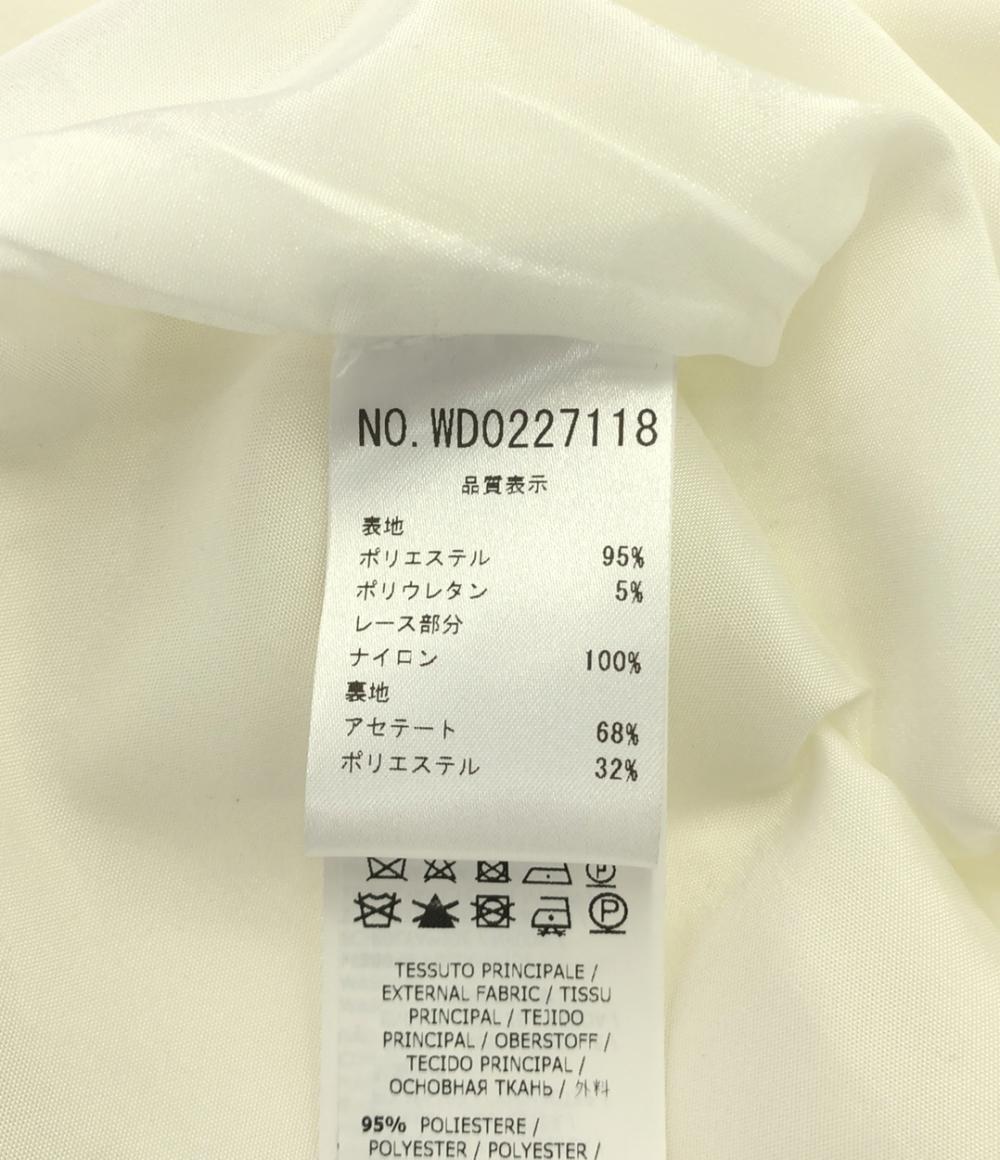 NO. WD0227118
品質表示
表地
ポリエステル 95%
ポリウレタン 5%
レース部分
ナイロン 100%
裏地
アセテート 68%
ポリエステル 32%
P
P
TESSUTO PRINCIPALE /
EXTERNAL FABRIC / TISSU
PRINCIPAL / TEJIDO
PRINCIPAL / OBERSTOFF /
TECIDO PRINCIPAL /
ОСНОВНАЯ ТКАНЬ / 外料
95% POLIESTERE /
POLYESTER / POLYESTER /